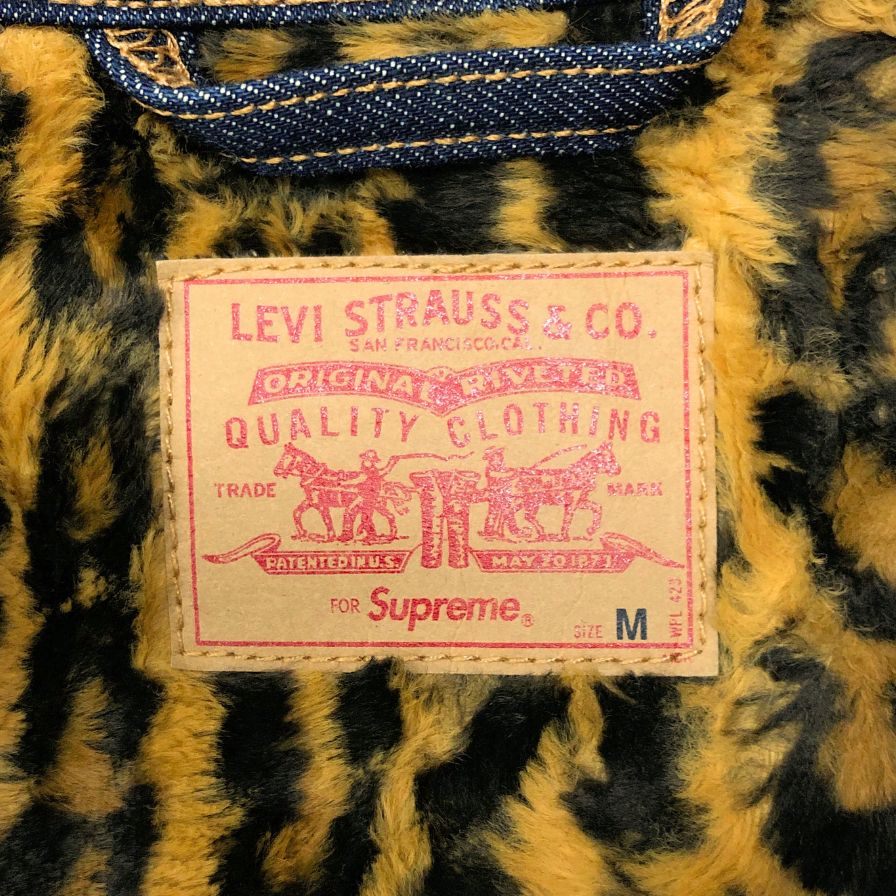 LEVI STRAUSS & CO.
SAN FRANCISCO, CAL.
ORIGINAL RIVETED
QUALITY CLOTHING
TRADE MARK
PATENTED IN U.S. MAY 20 1873
FOR Supreme®
SIZE M
WPL 423